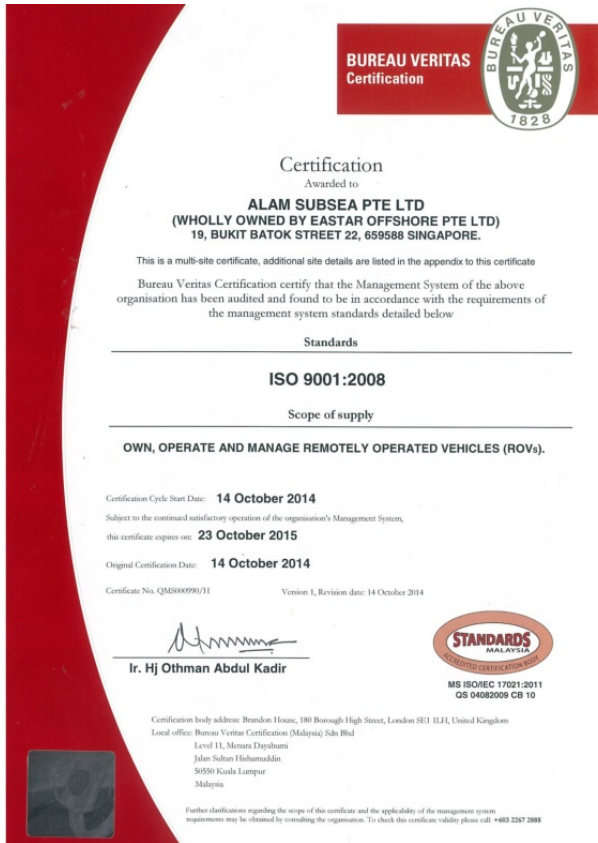 BUREAU VERITAS
Certification
BUREAU VERITAS
1828
Certification
Awarded to
ALAM SUBSEA PTE LTD
(WHOLLY OWNED BY EASTAR OFFSHORE PTE LTD)
19, BUKIT BATOK STREET 22, 659588 SINGAPORE.
This is a multi-site certificate, additional site details are listed in the appendix to this certificate
Bureau Veritas Certification certify that the Management System of the above
organisation has been audited and found to be in accordance with the requirements of
the management system standards detailed below
Standards
ISO 9001:2008
Scope of supply
OWN, OPERATE AND MANAGE REMOTELY OPERATED VEHICLES (ROVs).
Certification Cycle Start Date: 14 October 2014
Subject to the continued satisfactory operation of the organisation's Management System,
this certificate expires on: 23 October 2015
Original Certification Date: 14 October 2014
Certificate No. QMS000990/H Version 1, Revision date: 14 October 2014
Ir. Hj Othman Abdul Kadir
STANDARDS
MALAYSIA
ACCREDITED CERTIFICATION BODY
MS ISO/IEC 17021:2011
QS 04082009 CB 10
Certification body address: Brandon House, 180 Borough High Street, London SE1 1LH, United Kingdom
Local office: Bureau Veritas Certification (Malaysia) Sdn Bhd
Level 11, Menara Dayabumi
Jalan Sultan Hishamuddin
50550 Kuala Lumpur
Malaysia
Further clarifications regarding the scope of this certificate and the applicability of the management system
requirements may be obtained by consulting the organisation. To check this certificate validity please call: +603 2267 2888